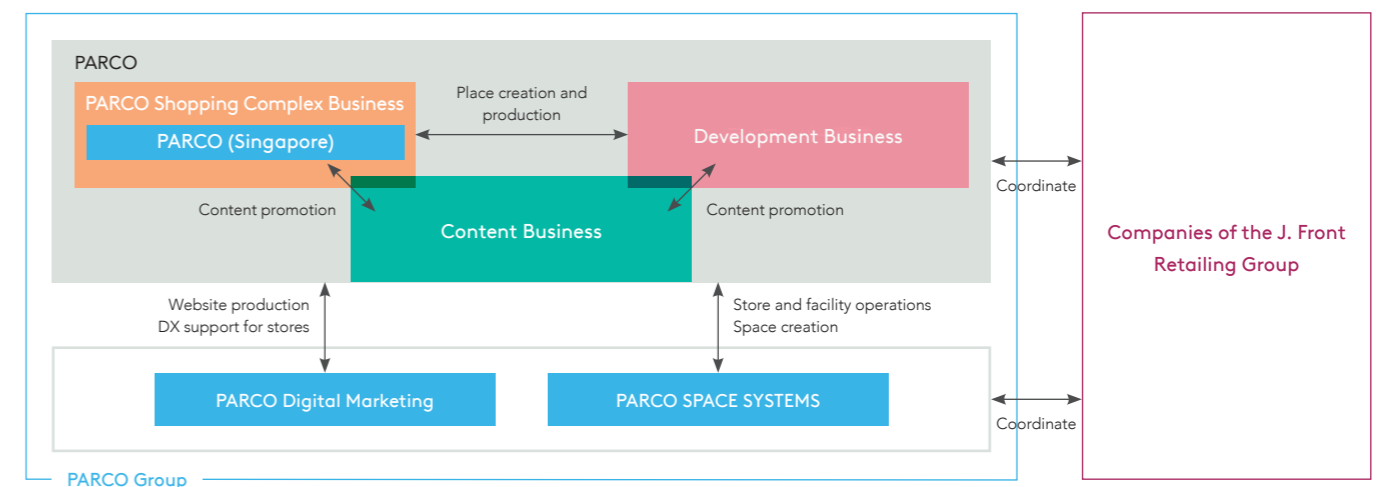 PARCO
PARCO Shopping Complex Business
PARCO (Singapore)
Place creation and
production
Development Business
Content promotion
Content Business
Content promotion
Coordinate
Companies of the J. Front
Retailing Group
Website production
DX support for stores
Store and facility operations
Space creation
PARCO Digital Marketing
PARCO SPACE SYSTEMS
Coordinate
PARCO Group